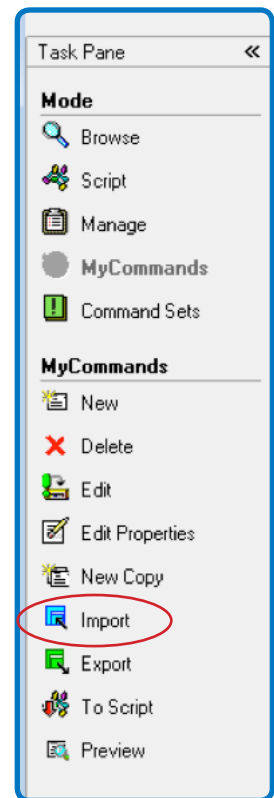 Task Pane «
Mode
Browse
Script
Manage
MyCommands
Command Sets
MyCommands
New
Delete
Edit
Edit Properties
New Copy
Import
Export
To Script
Preview